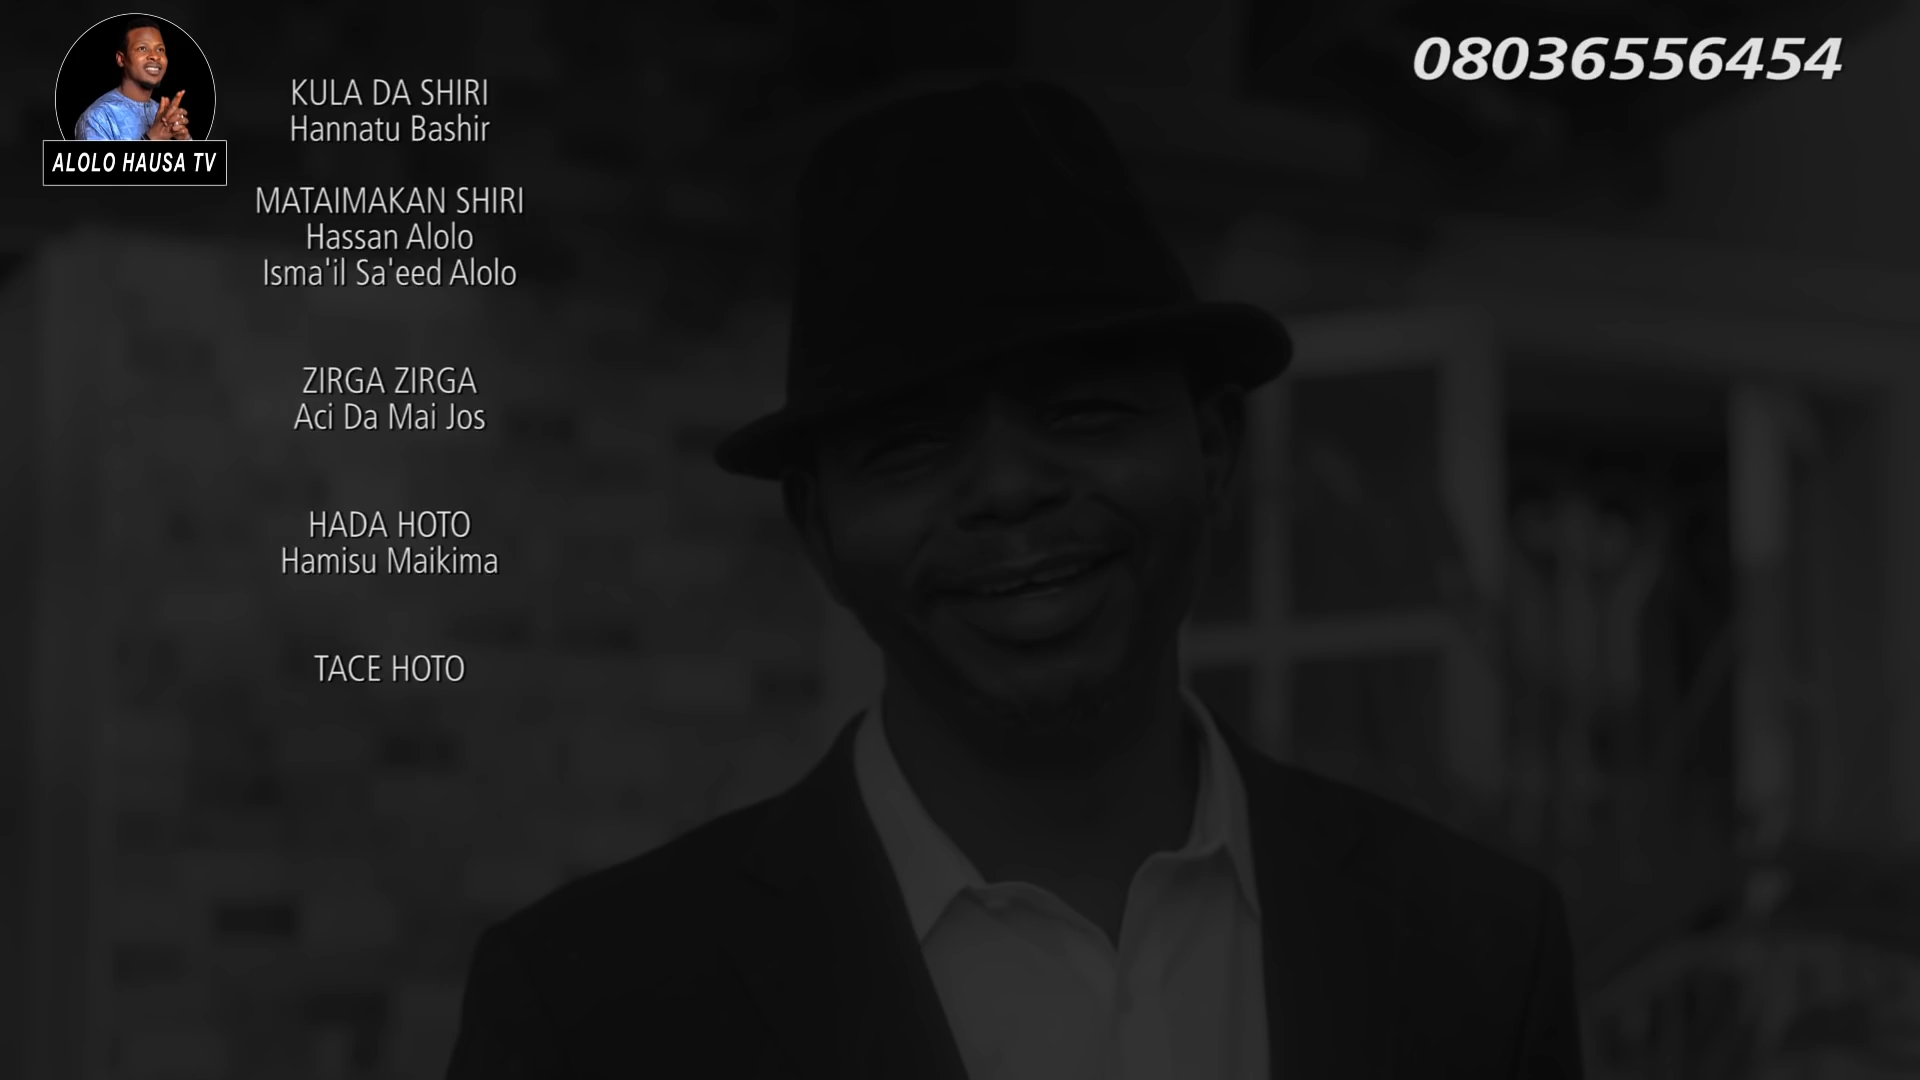 ALOLO HAUSA TV
08036556454
KULA DA SHIRI
Hannatu Bashir
MATAIMAKAN SHIRI
Hassan Alolo
Isma'il Sa'eed Alolo
ZIRGA ZIRGA
Aci Da Mai Jos
HADA HOTO
Hamisu Maikima
TACE HOTO